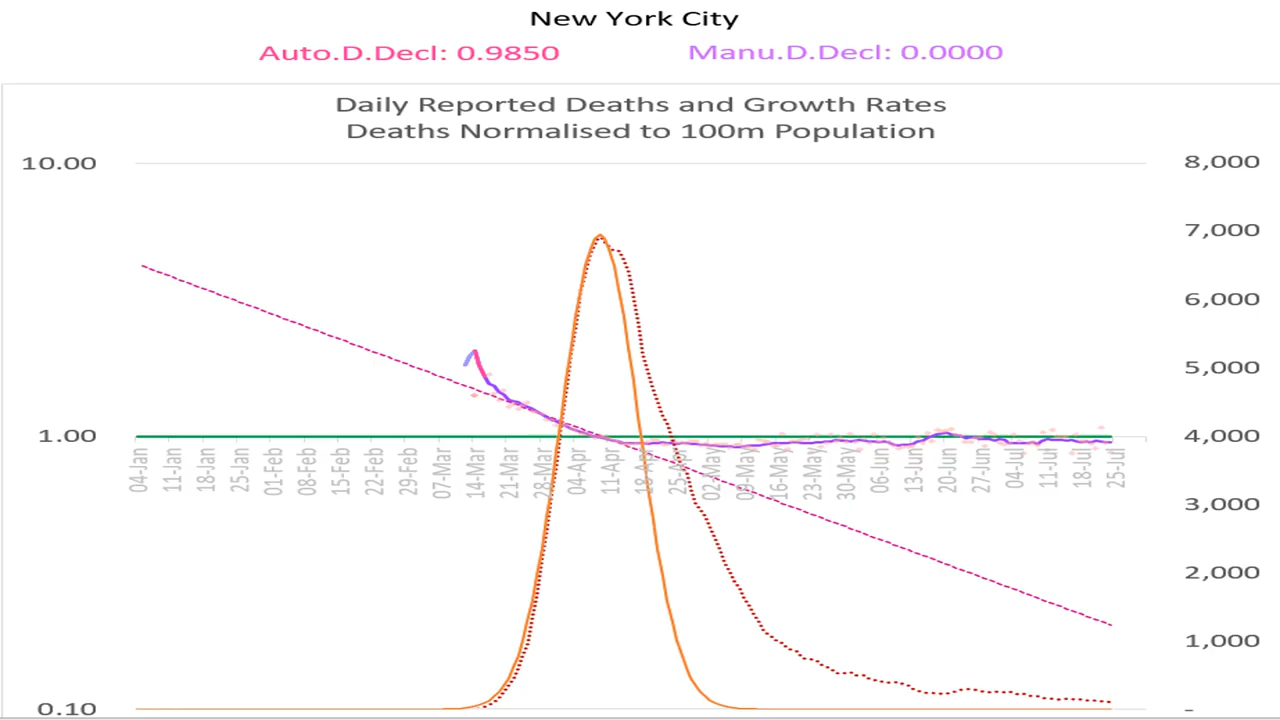 New York City
Auto.D.Decl: 0.9850 Manu.D.Decl: 0.0000
Daily Reported Deaths and Growth Rates
Deaths Normalised to 100m Population
10.00
1.00
0.10
8,000
7,000
6,000
5,000
4,000
3,000
2,000
1,000
-
04-Jan
11-Jan
18-Jan
25-Jan
01-Feb
08-Feb
15-Feb
22-Feb
29-Feb
07-Mar
14-Mar
21-Mar
28-Mar
04-Apr
11-Apr
18-Apr
25-Apr
02-May
09-May
16-May
23-May
30-May
06-Jun
13-Jun
20-Jun
27-Jun
04-Jul
11-Jul
18-Jul
25-Jul